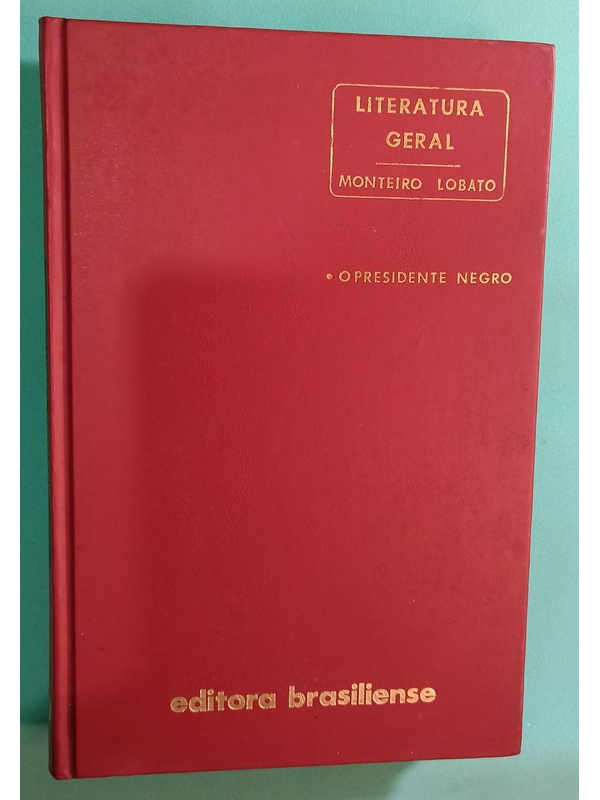 LITERATURA
GERAL
MONTEIRO LOBATO
• O PRESIDENTE NEGRO
editora brasiliense